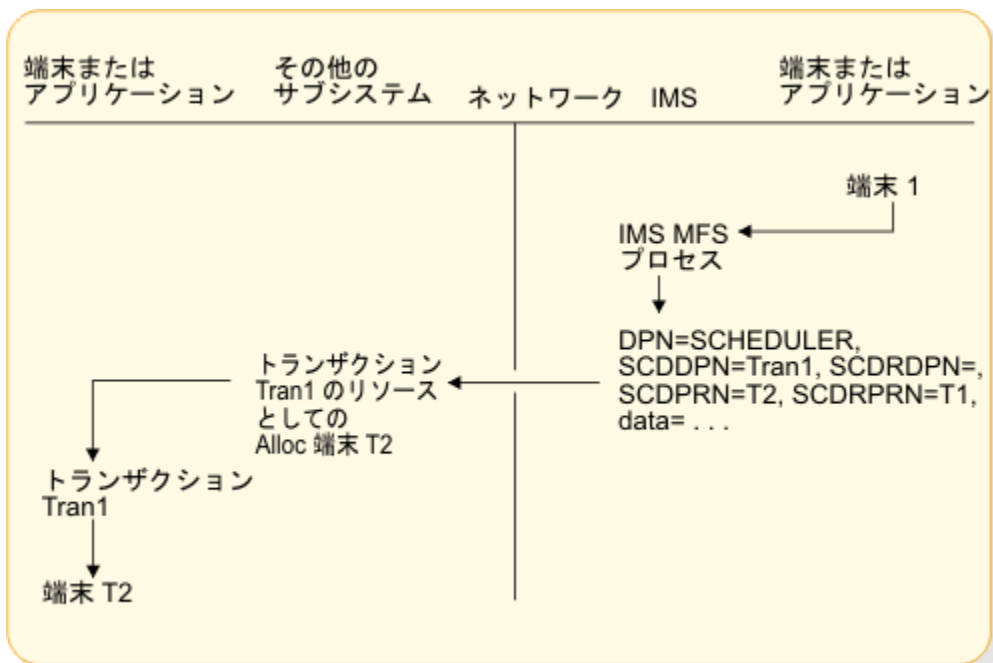 端末または
アプリケーション
その他の
サブシステム
ネットワーク
IMS
端末または
アプリケーション
端末 1
IMS MFS
プロセス
DPN=SCHEDULER,
SCDDPN=Tran1, SCDRDPN=,
SCDPRN=T2, SCDRPRN=T1,
data= . . .
トランザクション
Tran1 のリソース
としての
Alloc 端末 T2
トランザクション
Tran1
端末 T2